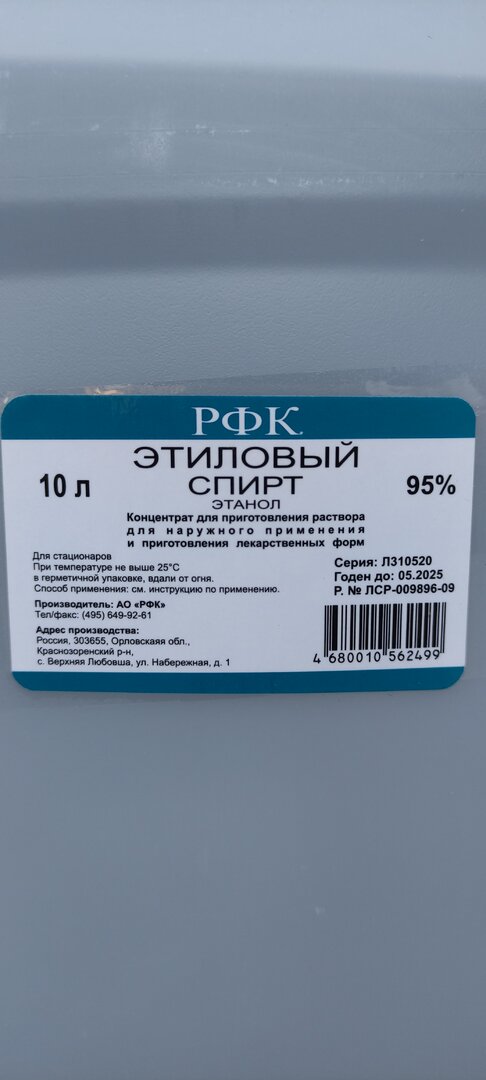 РФК
ЭТИЛОВЫЙ
СПИРТ
ЭТАНОЛ
10 л
95%
Концентрат для приготовления раствора
для наружного применения
и приготовления лекарственных форм
Для стационаров
При температуре не выше 25°С
в герметичной упаковке, вдали от огня.
Способ применения: см. инструкцию по применению.
Производитель: АО «РФК»
Тел/факс: (495) 649-92-61
Адрес производства:
Россия, 303655, Орловская обл.,
Краснозоренский р-н,
с. Верхняя Любовша, ул. Набережная, д. 1
Серия: Л310520
Годен до: 05.2025
Р. № ЛСР-009896-09
4 680010 562499